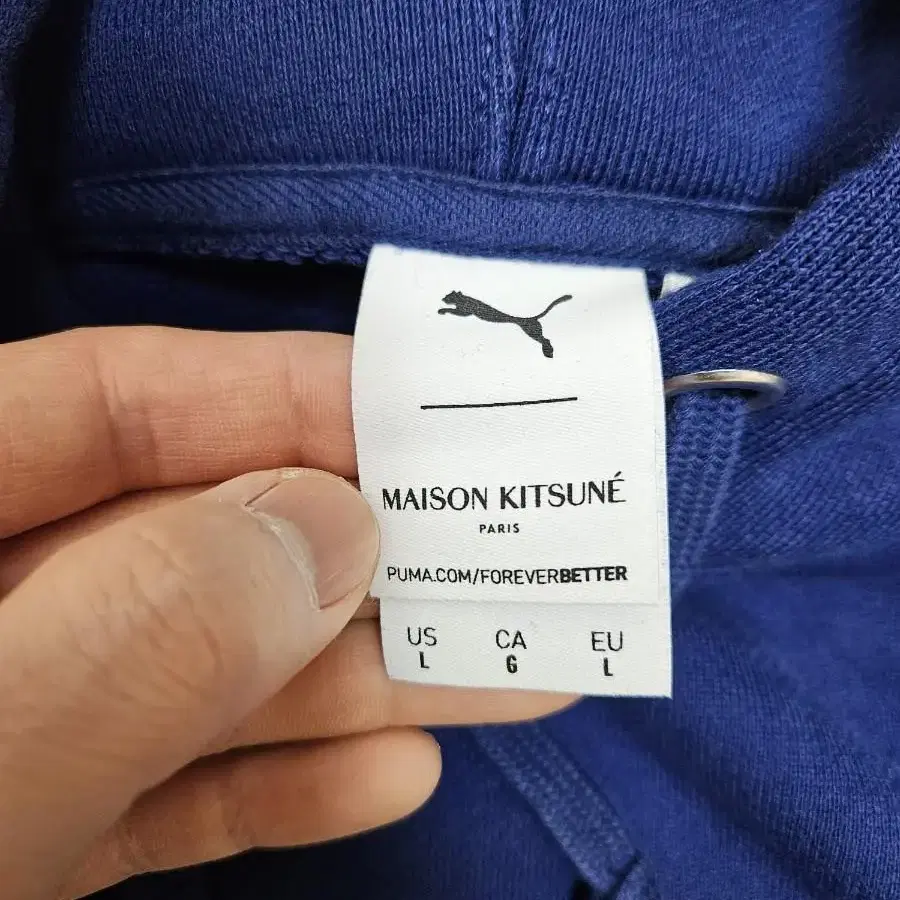 MAISON KITSUNÉ
PARIS
PUMA.COM/FOREVERBETTER
US CA EU
L G L